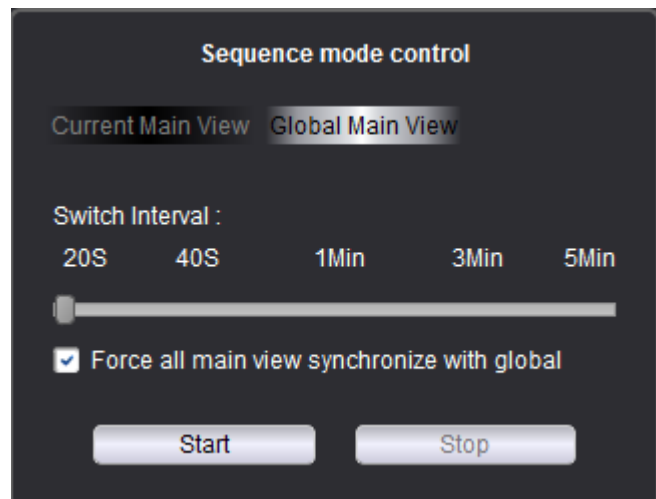 Sequence mode control
Current Main View Global Main View
Switch Interval :
20S 40S 1Min 3Min 5Min
Force all main view synchronize with global
Start Stop